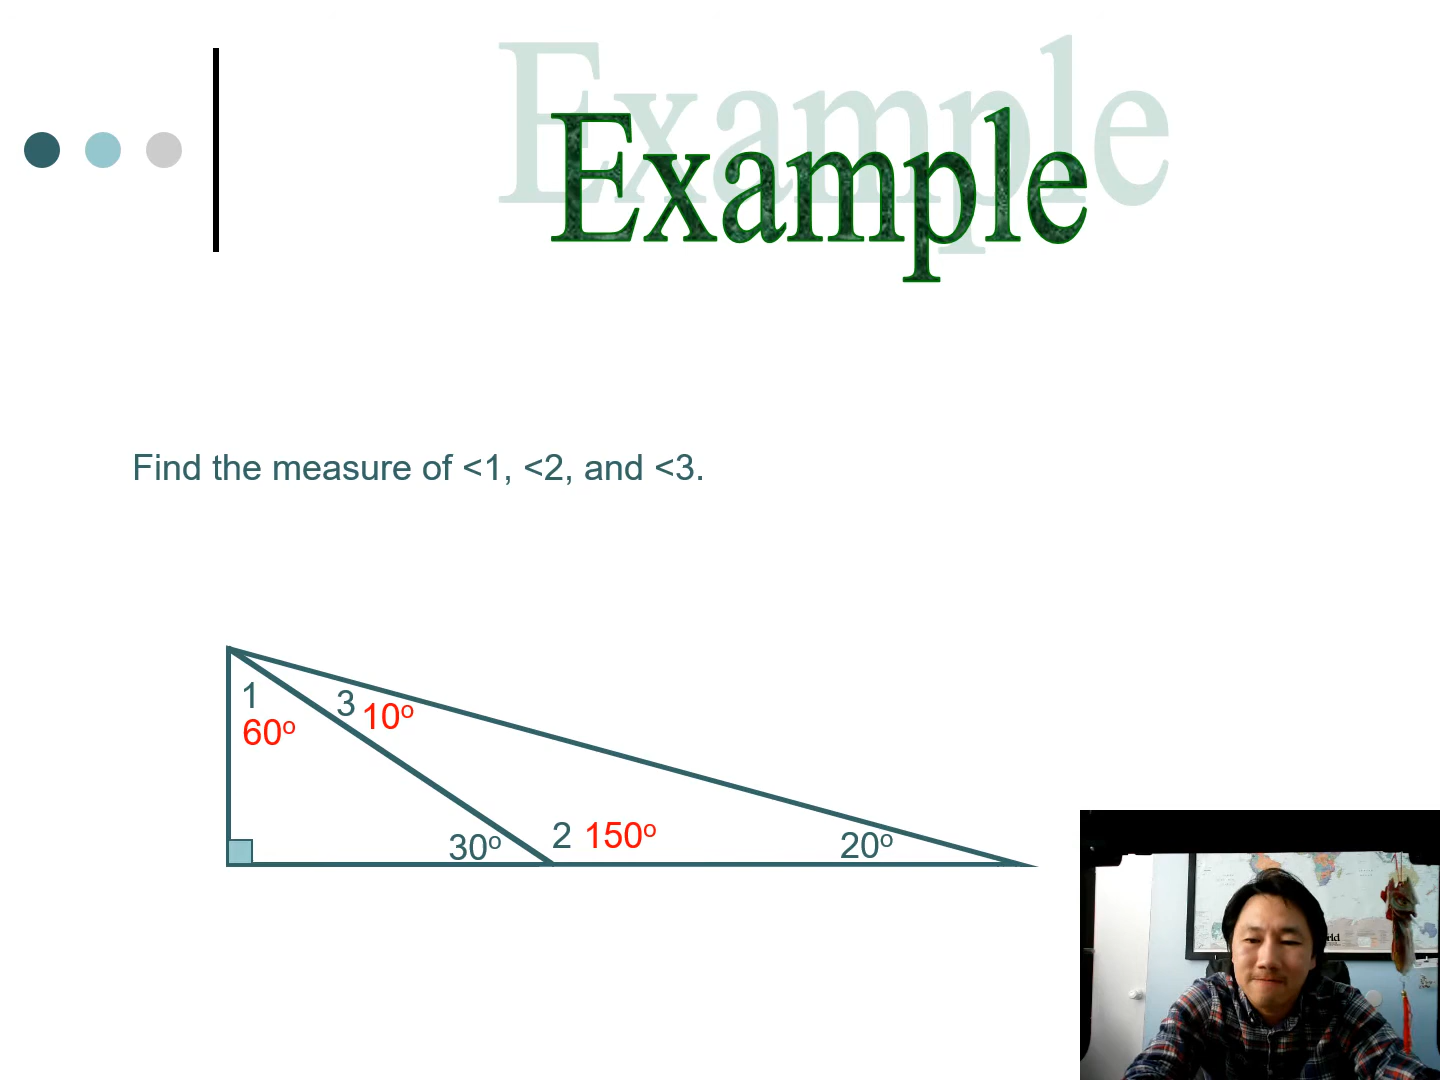 Example
Find the measure of <1, <2, and <3.
1
3 10º
60º
30º
2 150º
20º